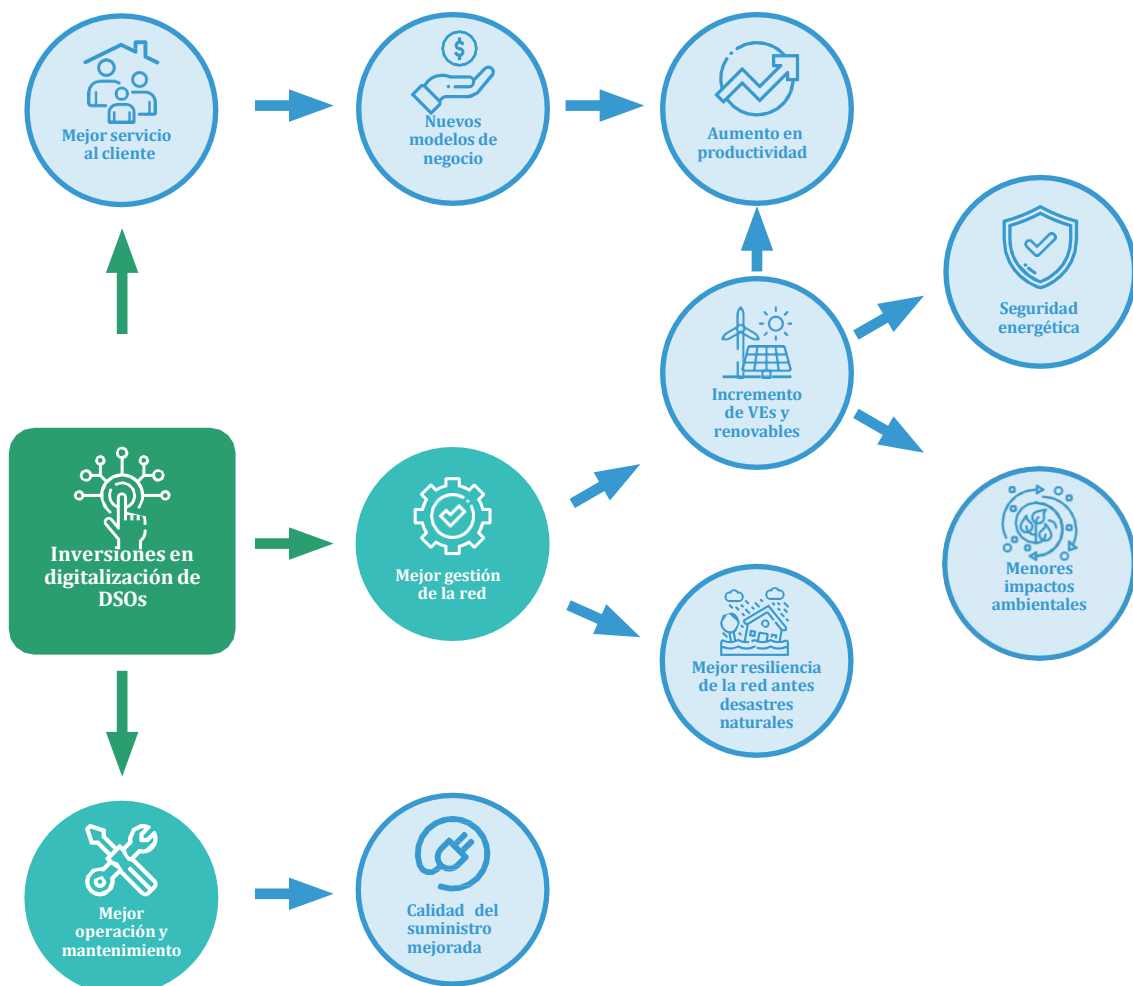 Mejor servicio
al cliente
$
Nuevos
modelos de
negocio
Aumento en
productividad
Seguridad
energética
Incremento
de VEs y
renovables
Inversiones en
digitalización de
DSOs
Mejor gestión
de la red
Menores
impactos
ambientales
Mejor resiliencia
de la red antes
desastres
naturales
Mejor
operación y
mantenimiento
Calidad del
suministro
mejorada